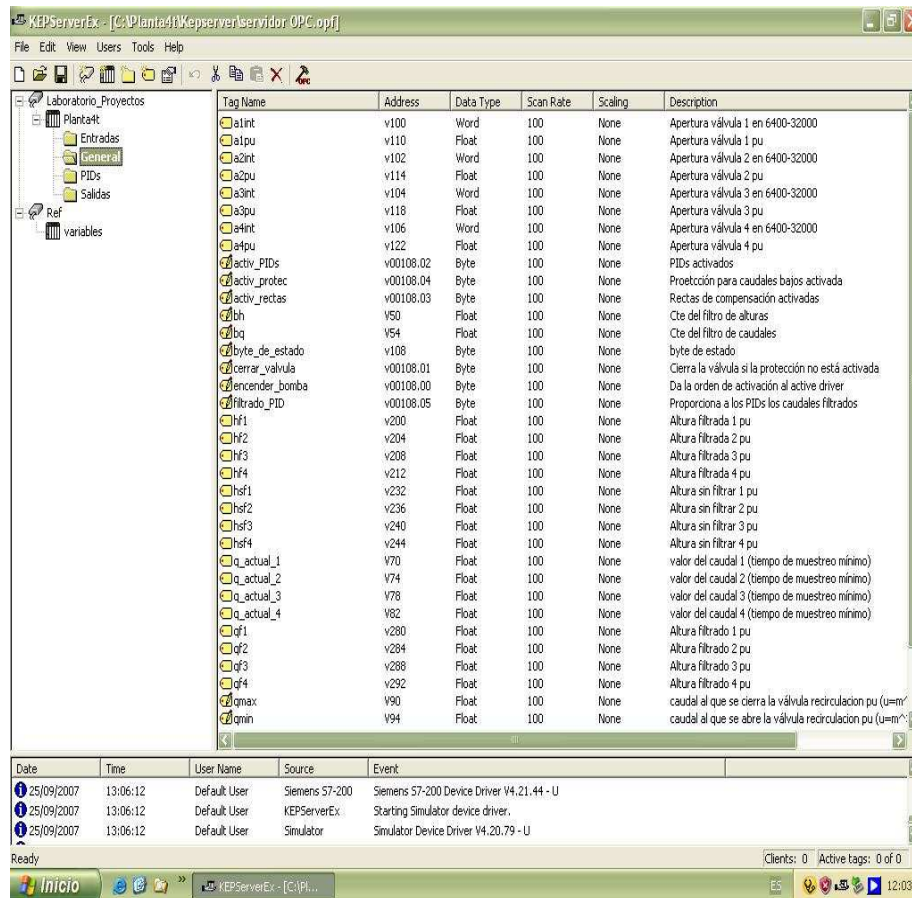 KEPServerEx - [C:\Planta4t\Kepserver\servidor OPC.opf]
File Edit View Users Tools Help
Laboratorio_Proyectos
Planta4t
Entradas
General
PIDs
Salidas
Ref
variables
Tag Name Address Data Type Scan Rate Scaling Description
a1int v100 Word 100 None Apertura válvula 1 en 6400-32000
a1pu v110 Float 100 None Apertura válvula 1 pu
a2int v102 Word 100 None Apertura válvula 2 en 6400-32000
a2pu v114 Float 100 None Apertura válvula 2 pu
a3int v104 Word 100 None Apertura válvula 3 en 6400-32000
a3pu v118 Float 100 None Apertura válvula 3 pu
a4int v106 Word 100 None Apertura válvula 4 en 6400-32000
a4pu v122 Float 100 None Apertura válvula 4 pu
activ_PIDs v00108.02 Byte 100 None PIDs activados
activ_protec v00108.04 Byte 100 None Proetcción para caudales bajos activada
activ_rectas v00108.03 Byte 100 None Rectas de compensación activadas
bh V50 Float 100 None Cte del filtro de alturas
bq V54 Float 100 None Cte del filtro de caudales
byte_de_estado v108 Byte 100 None byte de estado
cerrar_valvula v00108.01 Byte 100 None Cierra la válvula si la protección no está activada
encender_bomba v00108.00 Byte 100 None Da la orden de activación al active driver
filtrado_PID v00108.05 Byte 100 None Proporciona a los PIDs los caudales filtrados
hf1 v200 Float 100 None Altura filtrada 1 pu
hf2 v204 Float 100 None Altura filtrada 2 pu
hf3 v208 Float 100 None Altura filtrada 3 pu
hf4 v212 Float 100 None Altura filtrada 4 pu
hsf1 v232 Float 100 None Altura sin filtrar 1 pu
hsf2 v236 Float 100 None Altura sin filtrar 2 pu
hsf3 v240 Float 100 None Altura sin filtrar 3 pu
hsf4 v244 Float 100 None Altura sin filtrar 4 pu
q_actual_1 V70 Float 100 None valor del caudal 1 (tiempo de muestreo mínimo)
q_actual_2 V74 Float 100 None valor del caudal 2 (tiempo de muestreo mínimo)
q_actual_3 V78 Float 100 None valor del caudal 3 (tiempo de muestreo mínimo)
q_actual_4 V82 Float 100 None valor del caudal 4 (tiempo de muestreo mínimo)
qf1 v280 Float 100 None Altura filtrado 1 pu
qf2 v284 Float 100 None Altura filtrado 2 pu
qf3 v288 Float 100 None Altura filtrado 3 pu
qf4 v292 Float 100 None Altura filtrado 4 pu
qmax V90 Float 100 None caudal al que se cierra la válvula recirculacion pu (u=m^
qmin V94 Float 100 None caudal al que se abre la válvula recirculacion pu (u=m^
Date Time User Name Source Event
25/09/2007 13:06:12 Default User Siemens S7-200 Siemens S7-200 Device Driver V4.21.44 - U
25/09/2007 13:06:12 Default User KEPServerEx Starting Simulator device driver.
25/09/2007 13:06:12 Default User Simulator Simulator Device Driver V4.20.79 - U
Ready Clients: 0 Active tags: 0 of 0
Inicio » KEPServerEx - [C:\Pl... ES 12:03